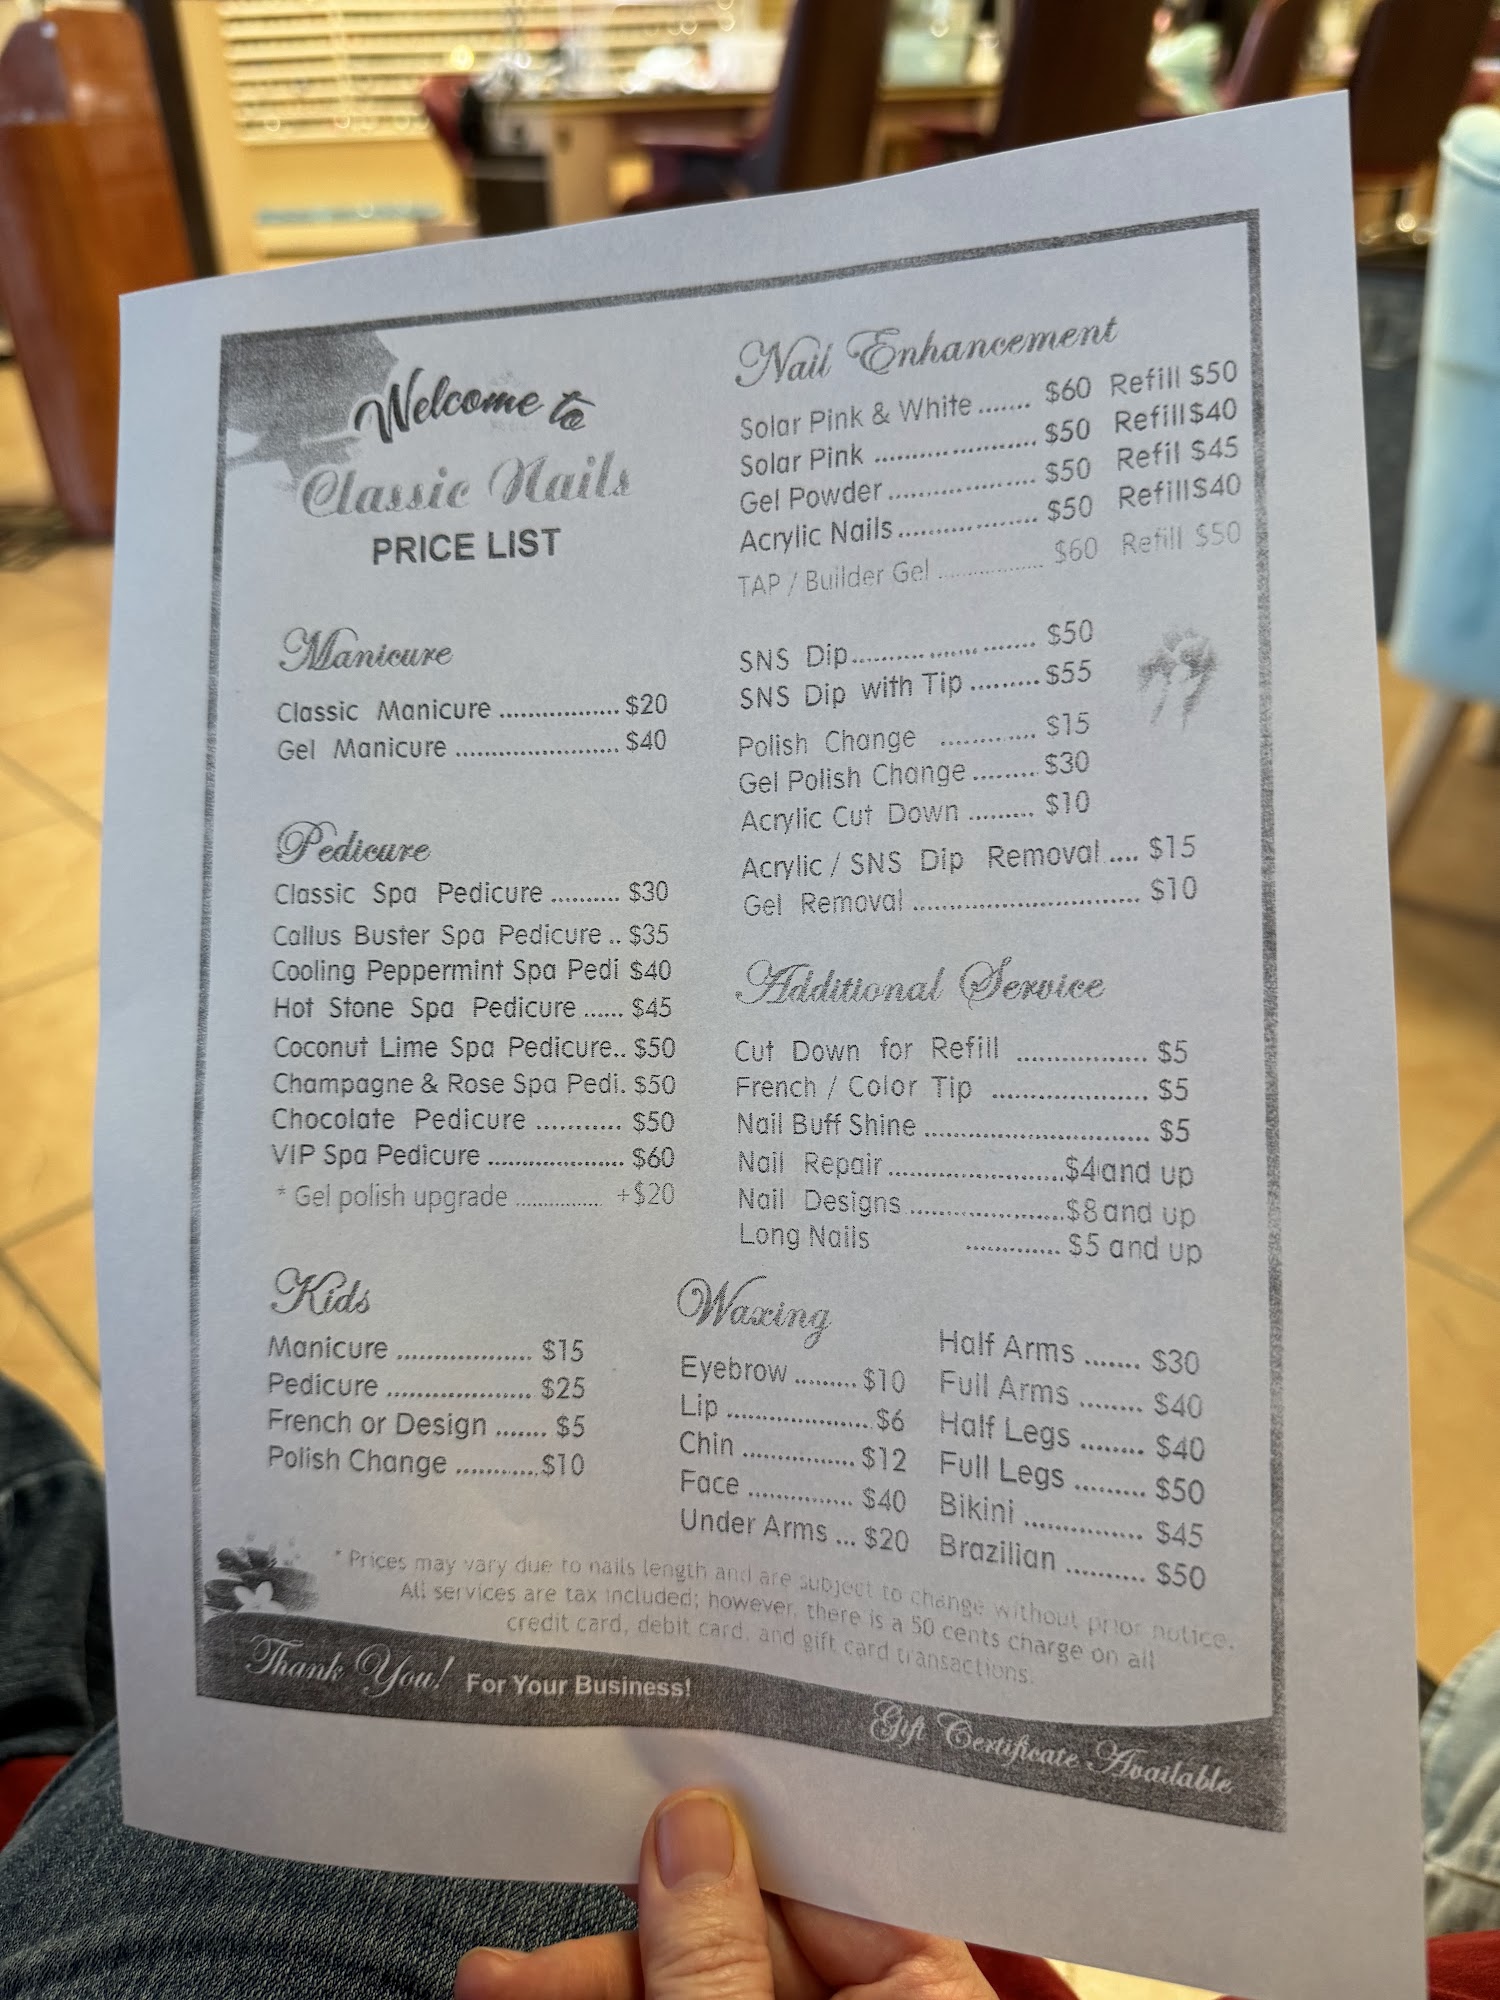 Welcome to
Classic Nails
PRICE LIST
Manicure
Classic Manicure ................. $20
Gel Manicure ....................... $40
Pedicure
Classic Spa Pedicure .......... $30
Callus Buster Spa Pedicure .. $35
Cooling Peppermint Spa Pedi $40
Hot Stone Spa Pedicure ...... $45
Coconut Lime Spa Pedicure.. $50
Champagne & Rose Spa Pedi. $50
Chocolate Pedicure ............ $50
VIP Spa Pedicure .................... $60
* Gel polish upgrade ............... +$20
Kids
Manicure ................... $15
Pedicure ..................... $25
French or Design ....... $5
Polish Change ............ $10
Nail Enhancement
Solar Pink & White ....... $60 Refill $50
Solar Pink ....................... $50 Refill $40
Gel Powder ..................... $50 Refil $45
Acrylic Nails .................... $50 Refill $40
TAP / Builder Gel ................. $60 Refill $50
SNS Dip........................... $50
SNS Dip with Tip ......... $55
Polish Change ............. $15
Gel Polish Change ......... $30
Acrylic Cut Down ......... $10
Acrylic / SNS Dip Removal .... $15
Gel Removal ................................ $10
Additional Service
Cut Down for Refill .................. $5
French / Color Tip ...................... $5
Nail Buff Shine ................................ $5
Nail Repair ......................... $4 and up
Nail Designs ...................... $8 and up
Long Nails ............. $5 and up
Waxing
Eyebrow ......... $10
Lip .................... $6
Chin ................ $12
Face ............... $40
Under Arms ... $20
Half Arms ....... $30
Full Arms ........ $40
Half Legs ........ $40
Full Legs ......... $50
Bikini ................. $45
Brazilian .......... $50
* Prices may vary due to nails length and are subject to change without prior notice.
All services are tax included; however, there is a 50 cents charge on all
credit card, debit card, and gift card transactions.
Thank You! For Your Business!
Gift Certificate Available